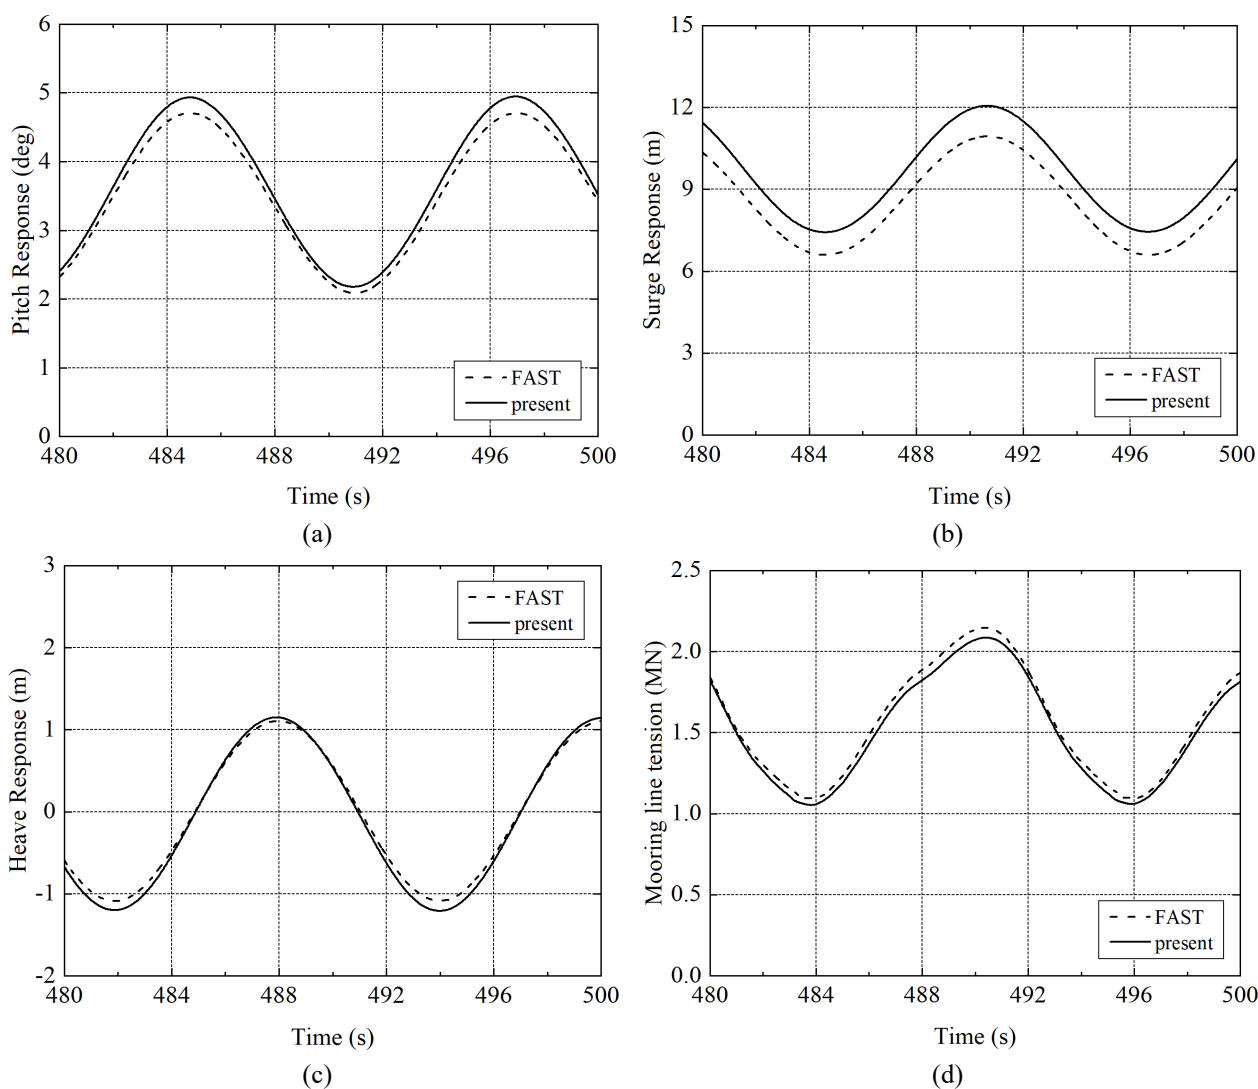 6
5
4
3
2
1
0
Pitch Response (deg)
FAST
present
480 484 488 492 496 500
Time (s)
(a)
15
12
9
6
3
0
Surge Response (m)
FAST
present
480 484 488 492 496 500
Time (s)
(b)
3
2
1
0
-1
-2
Heave Response (m)
FAST
present
480 484 488 492 496 500
Time (s)
(c)
2.5
2.0
1.5
1.0
0.5
0.0
Mooring line tension (MN)
FAST
present
480 484 488 492 496 500
Time (s)
(d)